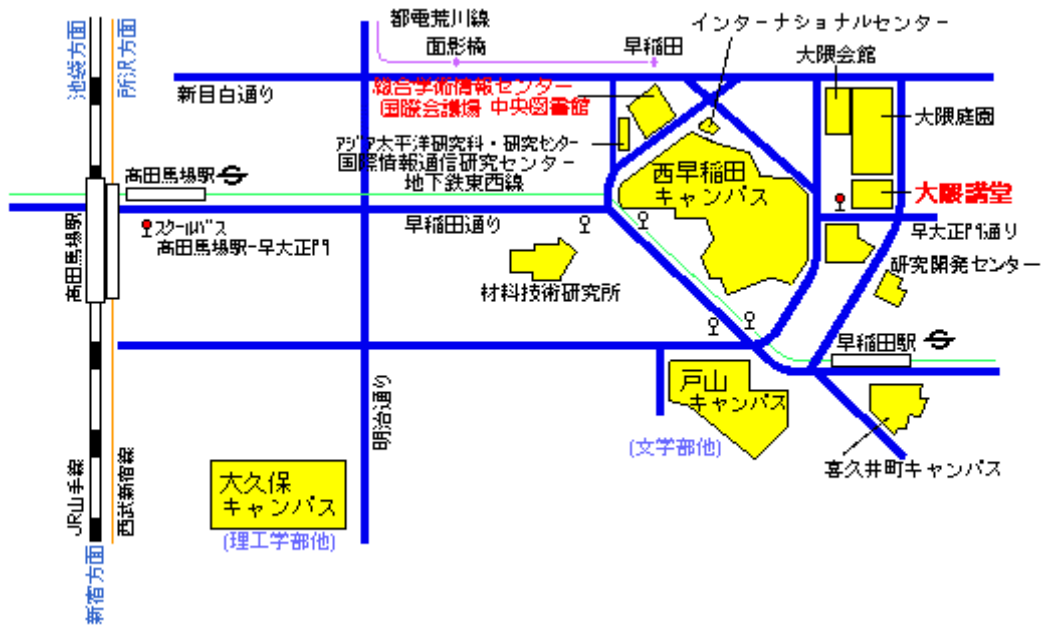 都電荒川線
面影橋
早稲田
インターナショナルセンター
大隈会館
池袋方面
所沢方面
新目白通り
総合学術情報センター
国際会議場 中央図書館
大隈庭園
アジア太平洋研究科・研究センター
国際情報通信研究センター
地下鉄東西線
高田馬場駅
西早稲田
キャンパス
大隈講堂
早稲田通り
スクールバス
高田馬場駅-早大正門
高田馬場駅
早大正門通り
研究開発センター
材料技術研究所
早稲田駅
戸山
キャンパス
明治通り
(文学部他)
喜久井町キャンパス
大久保
キャンパス
(理工学部他)
JR山手線
西武新宿線
新宿方面